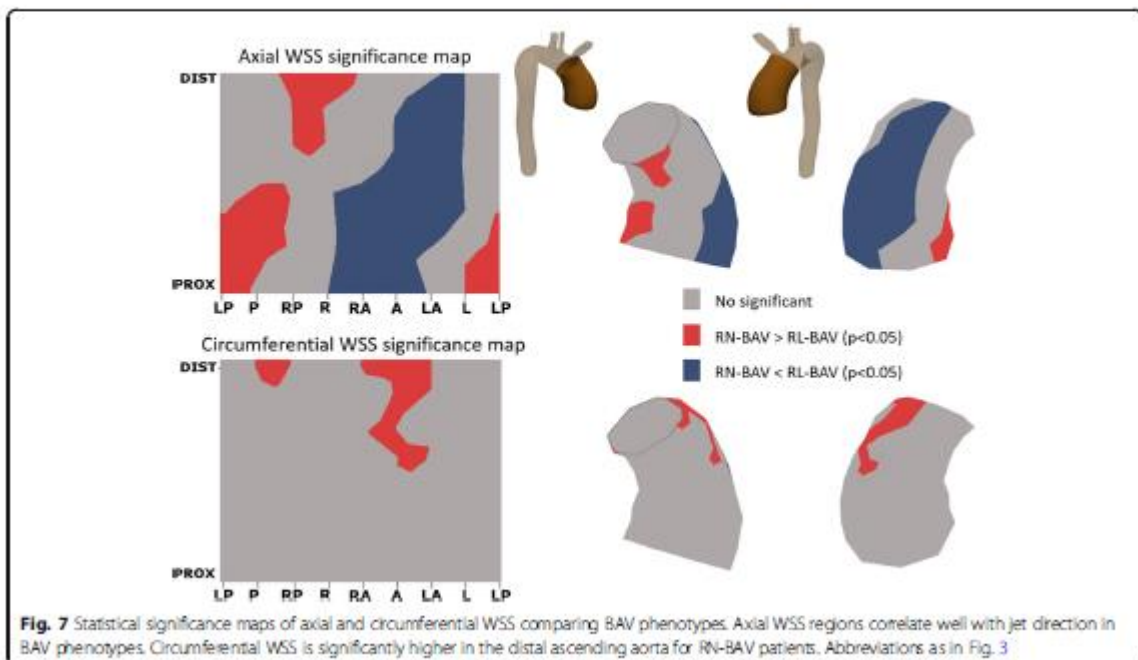 Axial WSS significance map
DIST
PROX
LP P RP R RA A LA L LP
No significant
RN-BAV > RL-BAV (p<0.05)
RN-BAV < RL-BAV (p<0.05)
Circumferential WSS significance map
DIST
PROX
LP P RP R RA A LA L LP
Fig. 7 Statistical significance maps of axial and circumferential WSS comparing BAV phenotypes. Axial WSS regions correlate well with jet direction in
BAV phenotypes. Circumferential WSS is significantly higher in the distal ascending aorta for RN-BAV patients. Abbreviations as in Fig. 3